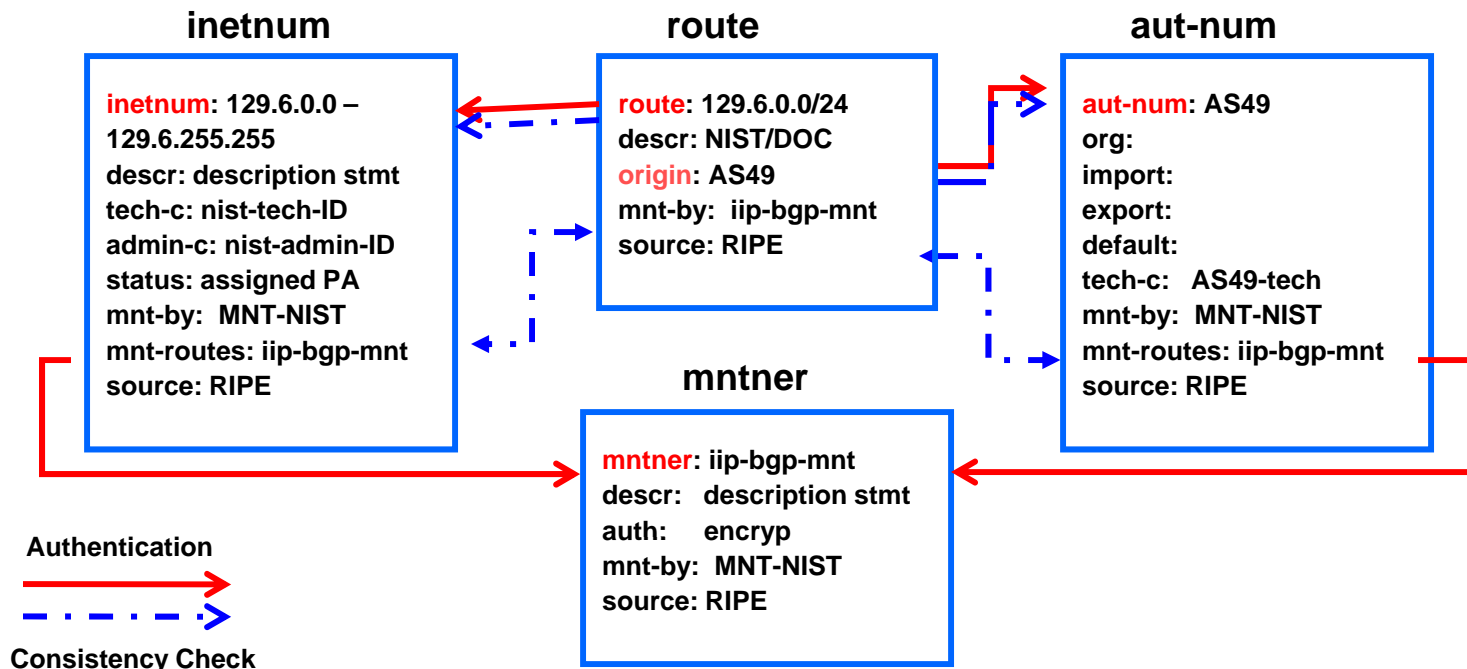 inetnum
inetnum: 129.6.0.0 –
129.6.255.255
descr: description stmt
tech-c: nist-tech-ID
admin-c: nist-admin-ID
status: assigned PA
mnt-by: MNT-NIST
mnt-routes: iip-bgp-mnt
source: RIPE
route
route: 129.6.0.0/24
descr: NIST/DOC
origin: AS49
mnt-by: iip-bgp-mnt
source: RIPE
aut-num
aut-num: AS49
org:
import:
export:
default:
tech-c: AS49-tech
mnt-by: MNT-NIST
mnt-routes: iip-bgp-mnt
source: RIPE
mntner
mntner: iip-bgp-mnt
descr: description stmt
auth: encryp
mnt-by: MNT-NIST
source: RIPE
Authentication
Consistency Check